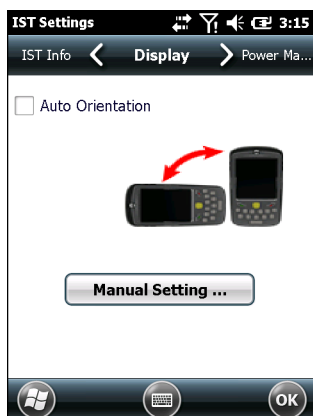 IST Settings 3:15
IST Info Display Power Ma...
Auto Orientation
Manual Setting ...
OK